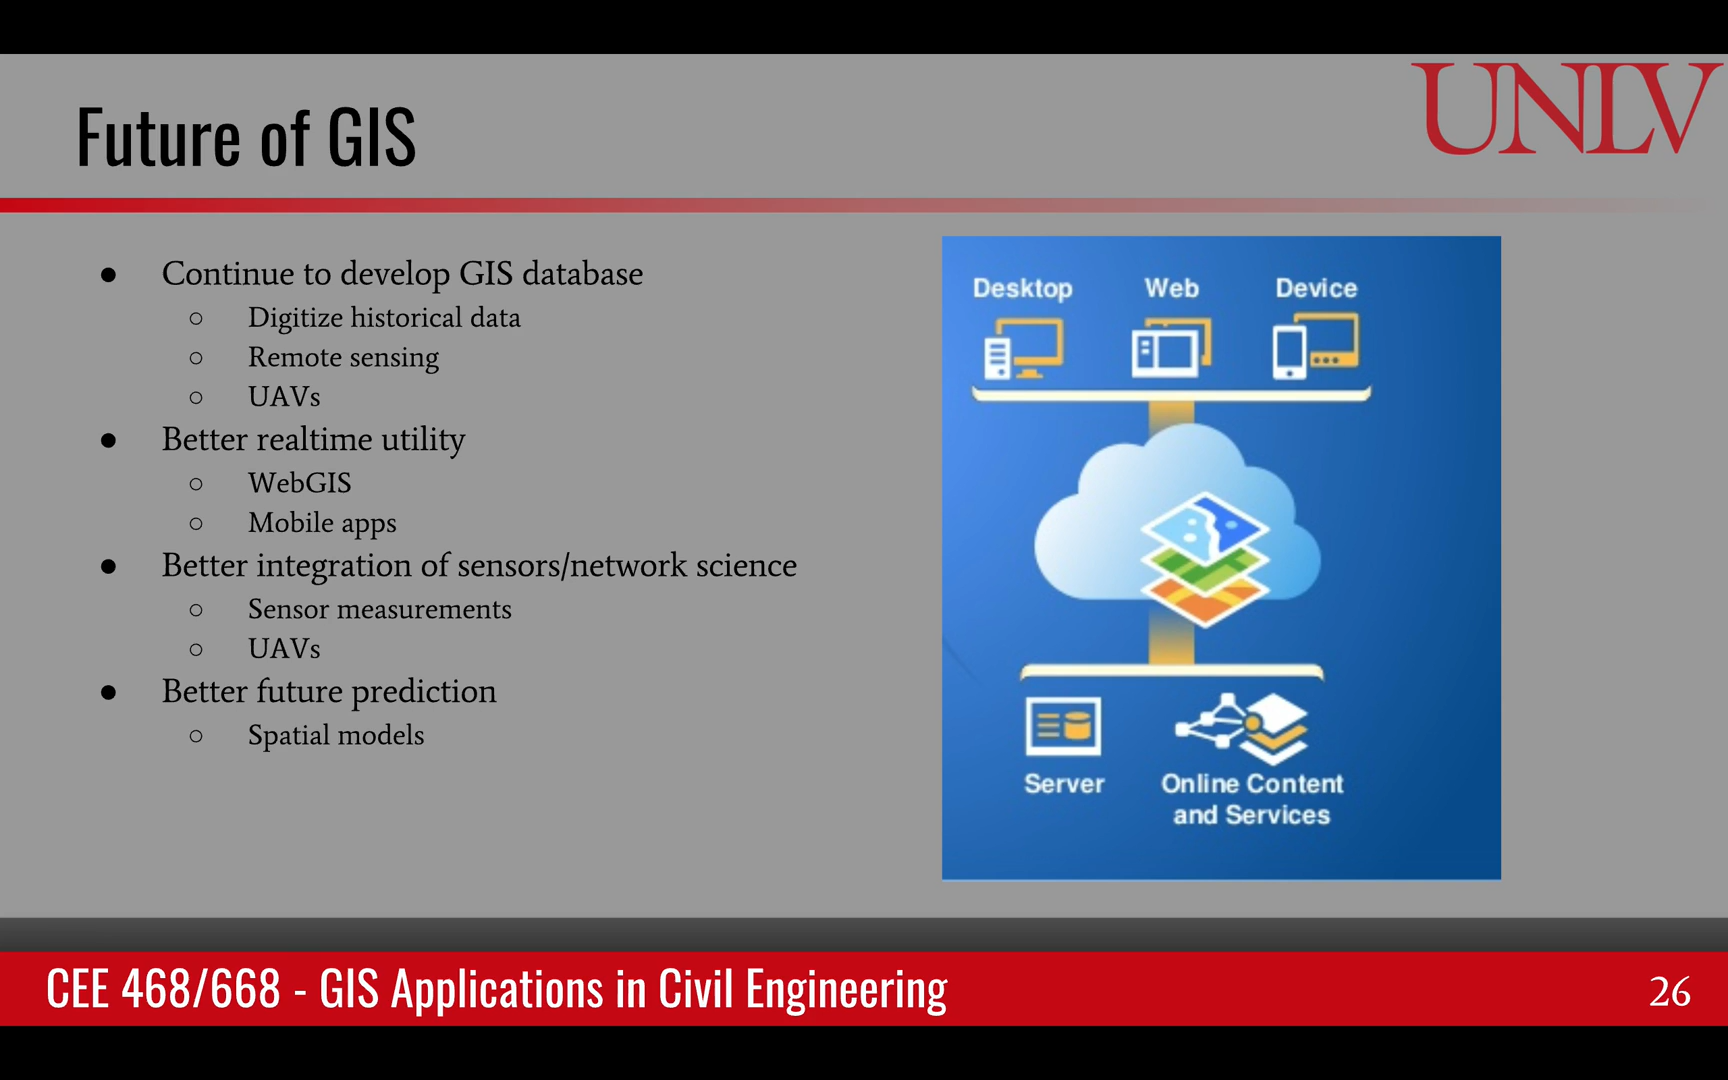 UNLV
Future of GIS
● Continue to develop GIS database
○ Digitize historical data
○ Remote sensing
○ UAVs
● Better realtime utility
○ WebGIS
○ Mobile apps
● Better integration of sensors/network science
○ Sensor measurements
○ UAVs
● Better future prediction
○ Spatial models
Desktop Web Device
Server Online Content
and Services
CEE 468/668 - GIS Applications in Civil Engineering 26